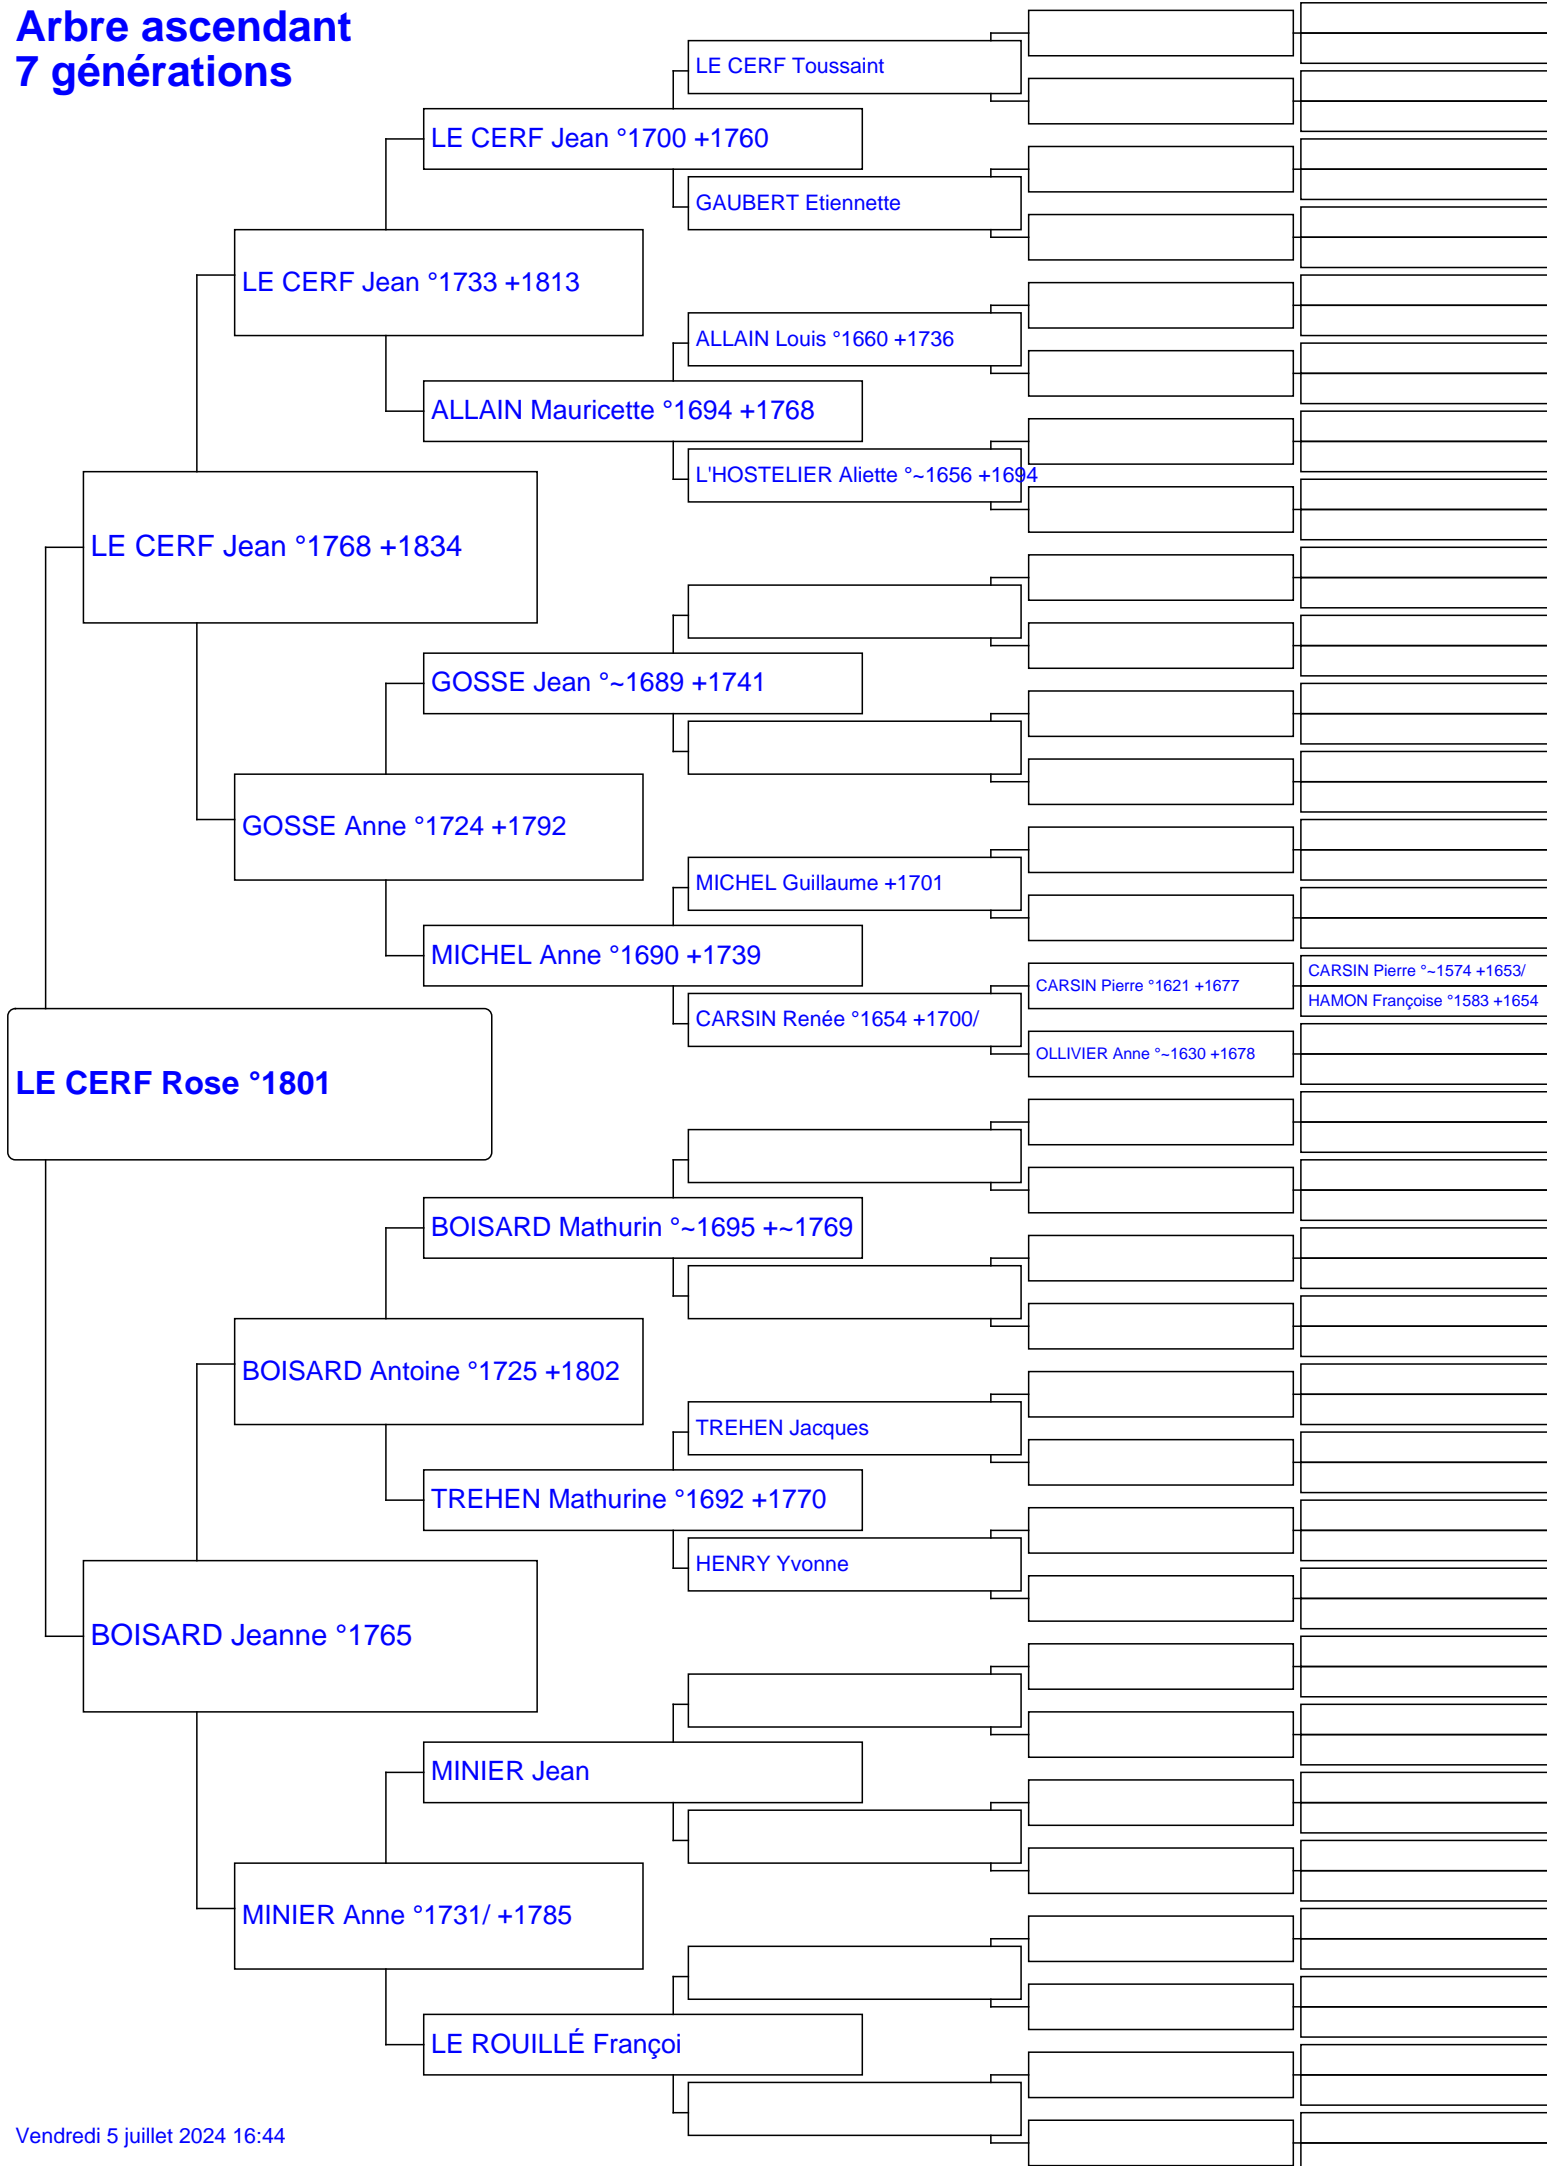 Arbre ascendant
7 générations
LE CERF Toussaint
LE CERF Jean °1700 +1760
GAUBERT Etiennette
LE CERF Jean °1733 +1813
ALLAIN Louis °1660 +1736
ALLAIN Mauricette °1694 +1768
L'HOSTELIER Aliette °~1656 +1694
LE CERF Jean °1768 +1834
GOSSE Jean °~1689 +1741
GOSSE Anne °1724 +1792
MICHEL Guillaume +1701
MICHEL Anne °1690 +1739
CARSIN Pierre °~1574 +1653/
CARSIN Pierre °1621 +1677
HAMON Françoise °1583 +1654
CARSIN Renée °1654 +1700/
OLLIVIER Anne °~1630 +1678
LE CERF Rose °1801
BOISARD Mathurin °~1695 +~1769
BOISARD Antoine °1725 +1802
TREHEN Jacques
TREHEN Mathurine °1692 +1770
HENRY Yvonne
BOISARD Jeanne °1765
MINIER Jean
MINIER Anne °1731/ +1785
LE ROUILLÉ Françoi
Vendredi 5 juillet 2024 16:44